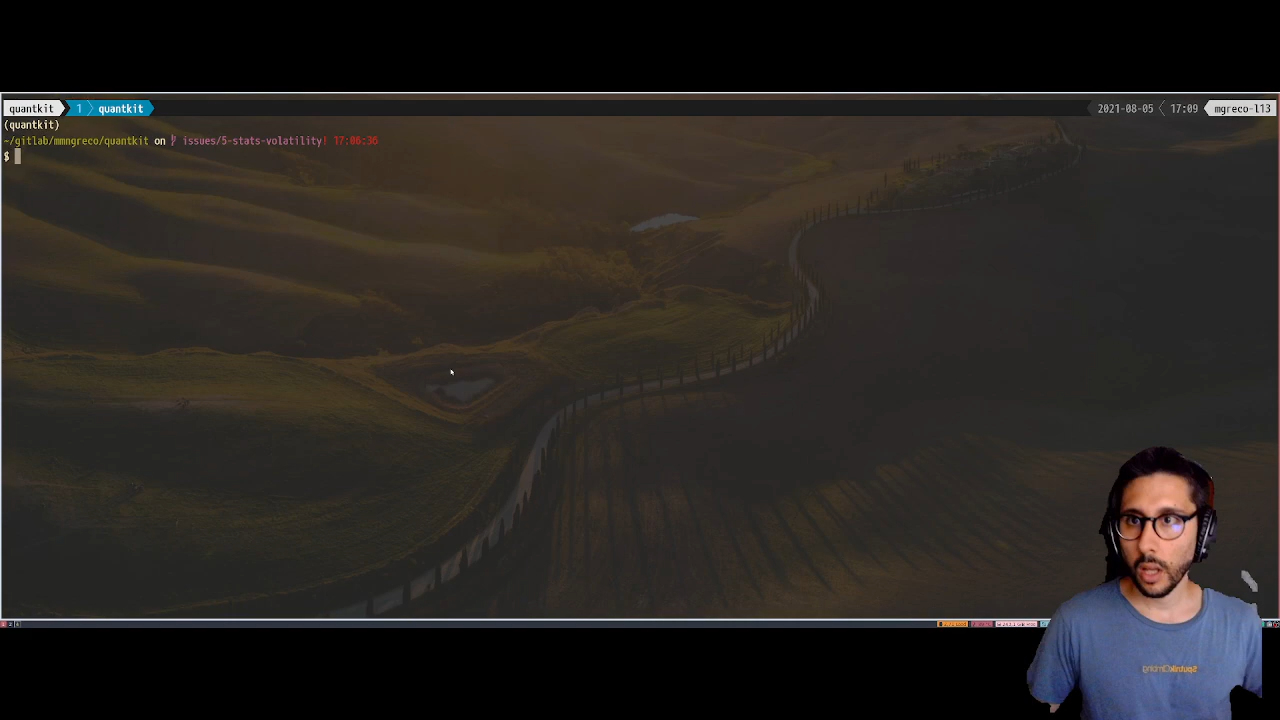 quantkit 1 quantkit 2021-08-05 17:09 mgreco-l13
(quantkit)
~/gitlab/mmngreco/quantkit on issues/5-stats-volatility! 17:06:36
$